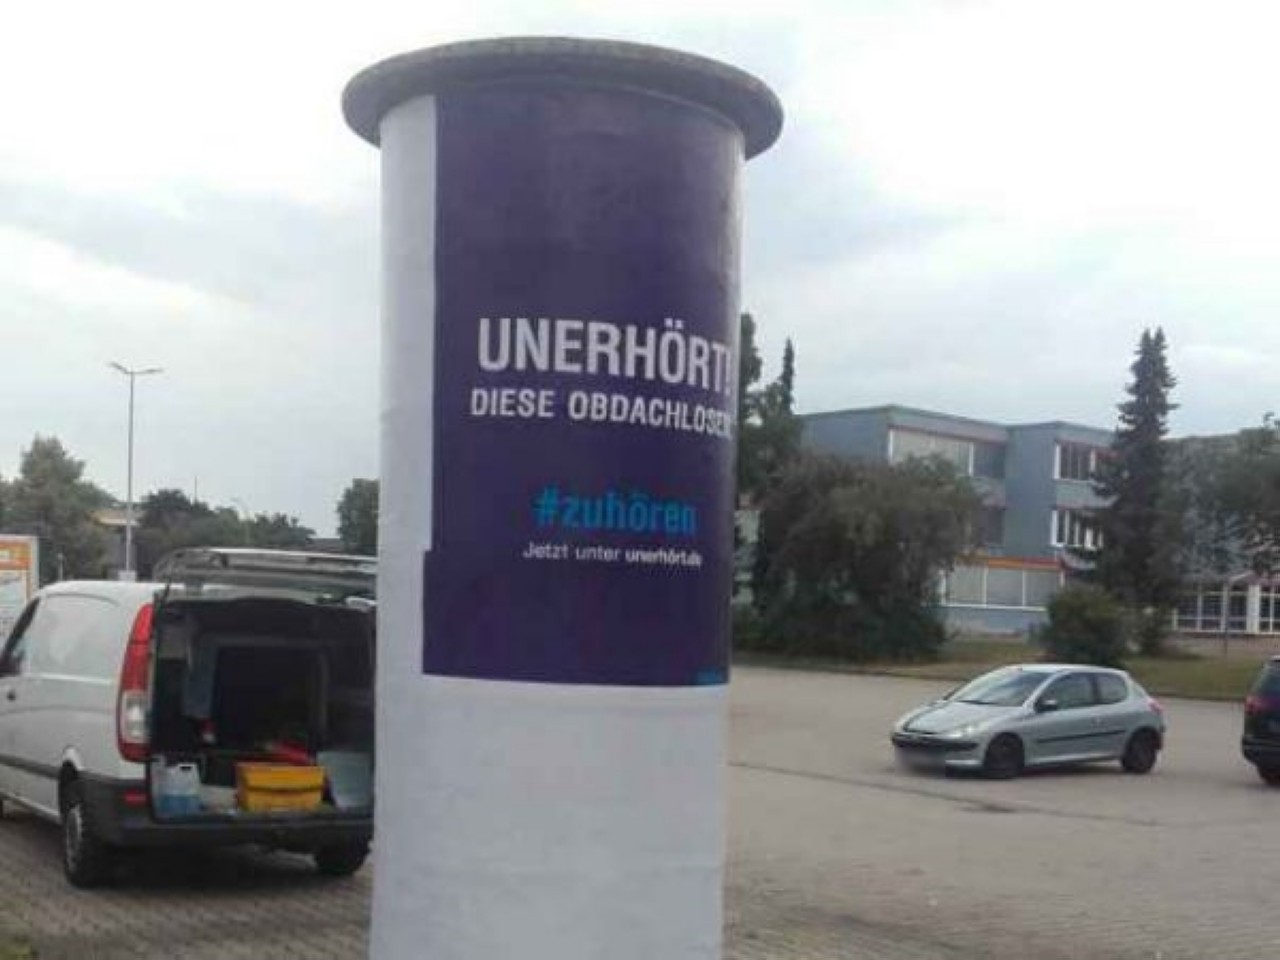 UNERHÖRT!
DIESE OBDACHLOSEN
#zuhören
Jetzt unter unerhört.de